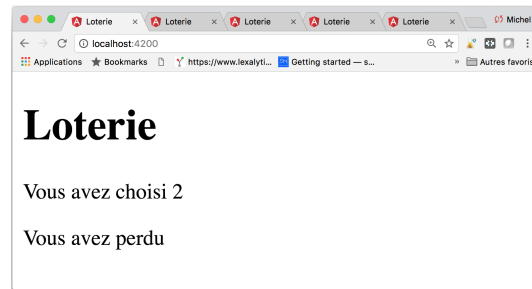 Loterie Loterie Loterie Loterie Loterie Michel
localhost:4200
Applications Bookmarks https://www.lexalyti... Getting started — s... » Autres favoris
Loterie
Vous avez choisi 2
Vous avez perdu